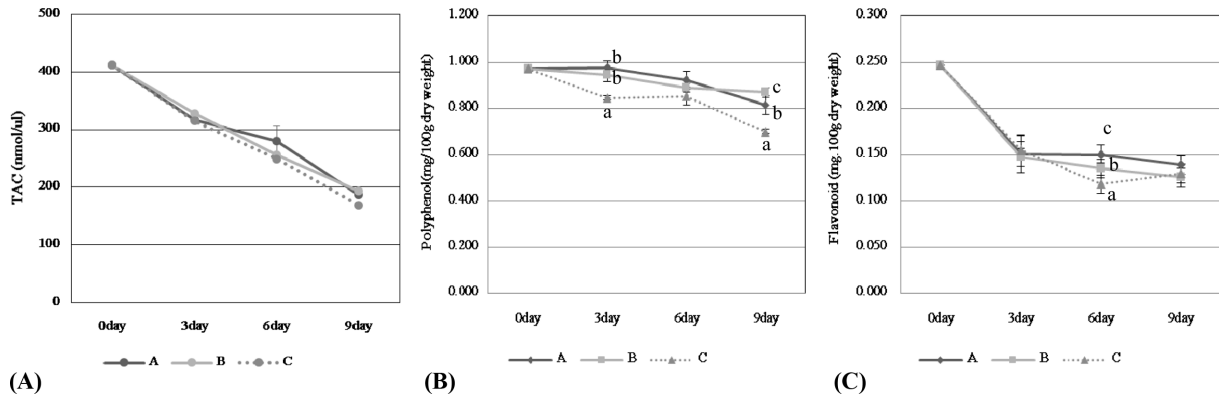 500
400
300
200
100
0
TAC (nmol/ul)
0day 3day 6day 9day
A B C
(A)
1.200
1.000
0.800
0.600
0.400
0.200
0.000
Polyphenol(mg/100g dry weight)
b
b
a
c
b
a
0day 3day 6day 9day
A B C
(B)
0.300
0.250
0.200
0.150
0.100
0.050
0.000
Flavonoid (mg 100g dry weight)
c
b
a
0day 3day 6day 9day
A B C
(C)